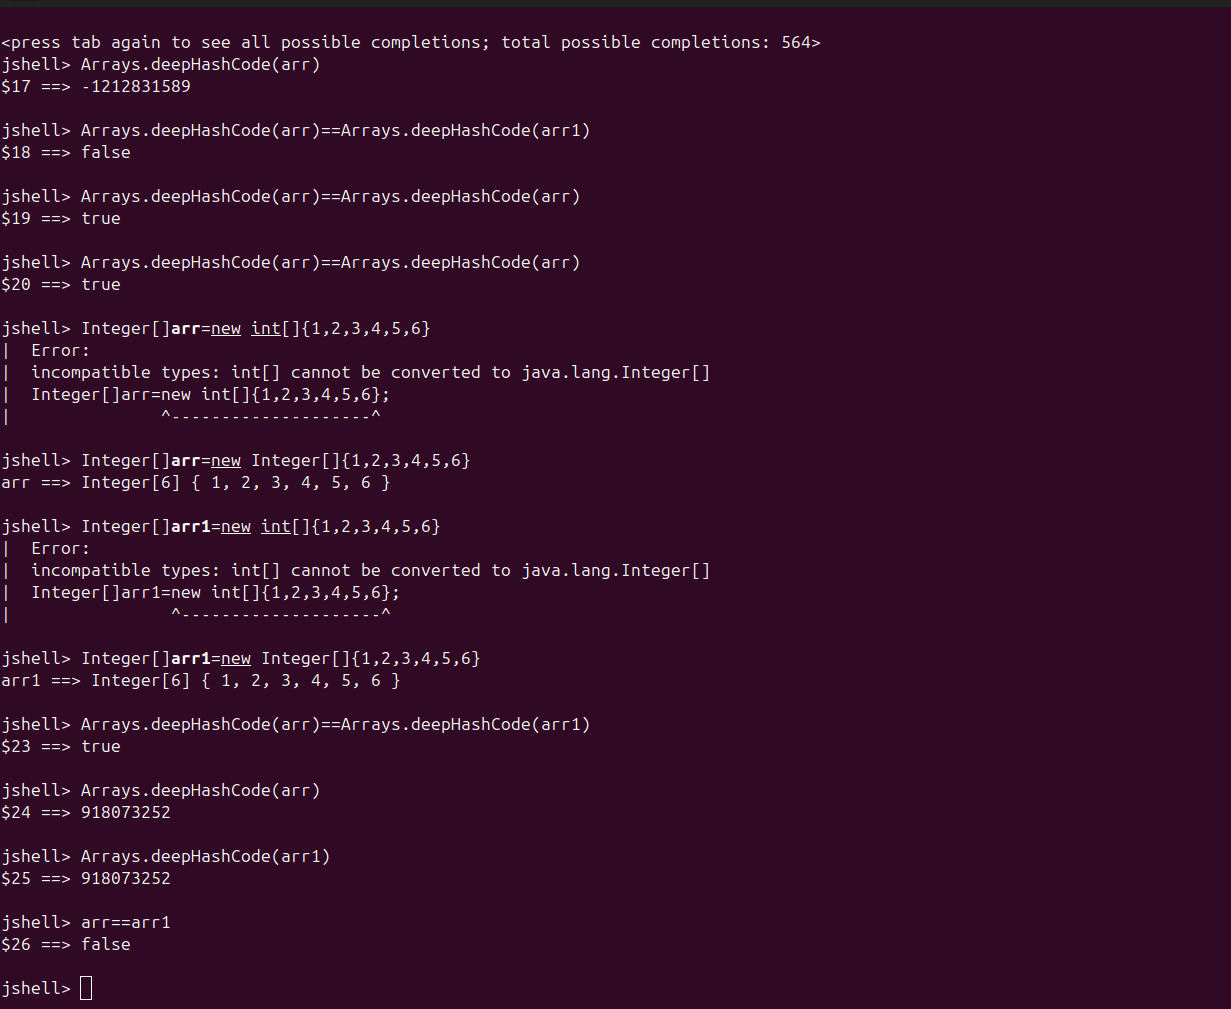 <press tab again to see all possible completions; total possible completions: 564>
jshell> Arrays.deepHashCode(arr)
$17 ==> -1212831589
jshell> Arrays.deepHashCode(arr)==Arrays.deepHashCode(arr1)
$18 ==> false
jshell> Arrays.deepHashCode(arr)==Arrays.deepHashCode(arr)
$19 ==> true
jshell> Arrays.deepHashCode(arr)==Arrays.deepHashCode(arr)
$20 ==> true
jshell> Integer[]arr=new int[]{1,2,3,4,5,6}
|  Error:
|  incompatible types: int[] cannot be converted to java.lang.Integer[]
|  Integer[]arr=new int[]{1,2,3,4,5,6};
|               ^--------------------^
jshell> Integer[]arr=new Integer[]{1,2,3,4,5,6}
arr ==> Integer[6] { 1, 2, 3, 4, 5, 6 }
jshell> Integer[]arr1=new int[]{1,2,3,4,5,6}
|  Error:
|  incompatible types: int[] cannot be converted to java.lang.Integer[]
|  Integer[]arr1=new int[]{1,2,3,4,5,6};
|                ^--------------------^
jshell> Integer[]arr1=new Integer[]{1,2,3,4,5,6}
arr1 ==> Integer[6] { 1, 2, 3, 4, 5, 6 }
jshell> Arrays.deepHashCode(arr)==Arrays.deepHashCode(arr1)
$23 ==> true
jshell> Arrays.deepHashCode(arr)
$24 ==> 918073252
jshell> Arrays.deepHashCode(arr1)
$25 ==> 918073252
jshell> arr==arr1
$26 ==> false
jshell>